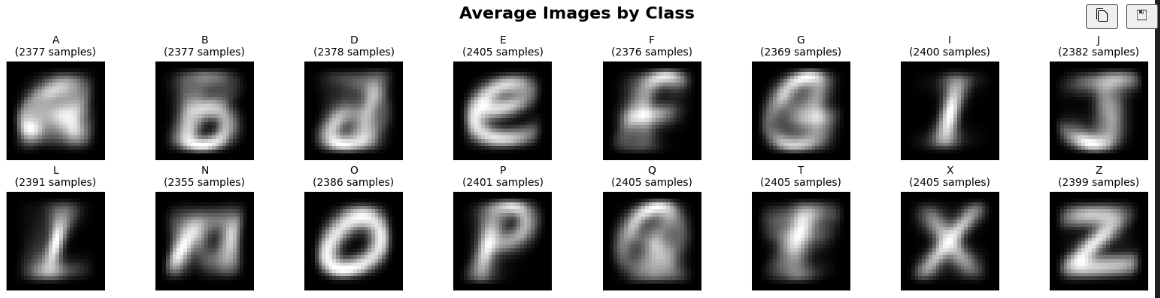 Average Images by Class
A B D E F G I J
(2377 samples) (2377 samples) (2378 samples) (2405 samples) (2376 samples) (2369 samples) (2400 samples) (2382 samples)
L N O P Q T X Z
(2391 samples) (2355 samples) (2386 samples) (2401 samples) (2405 samples) (2405 samples) (2405 samples) (2399 samples)